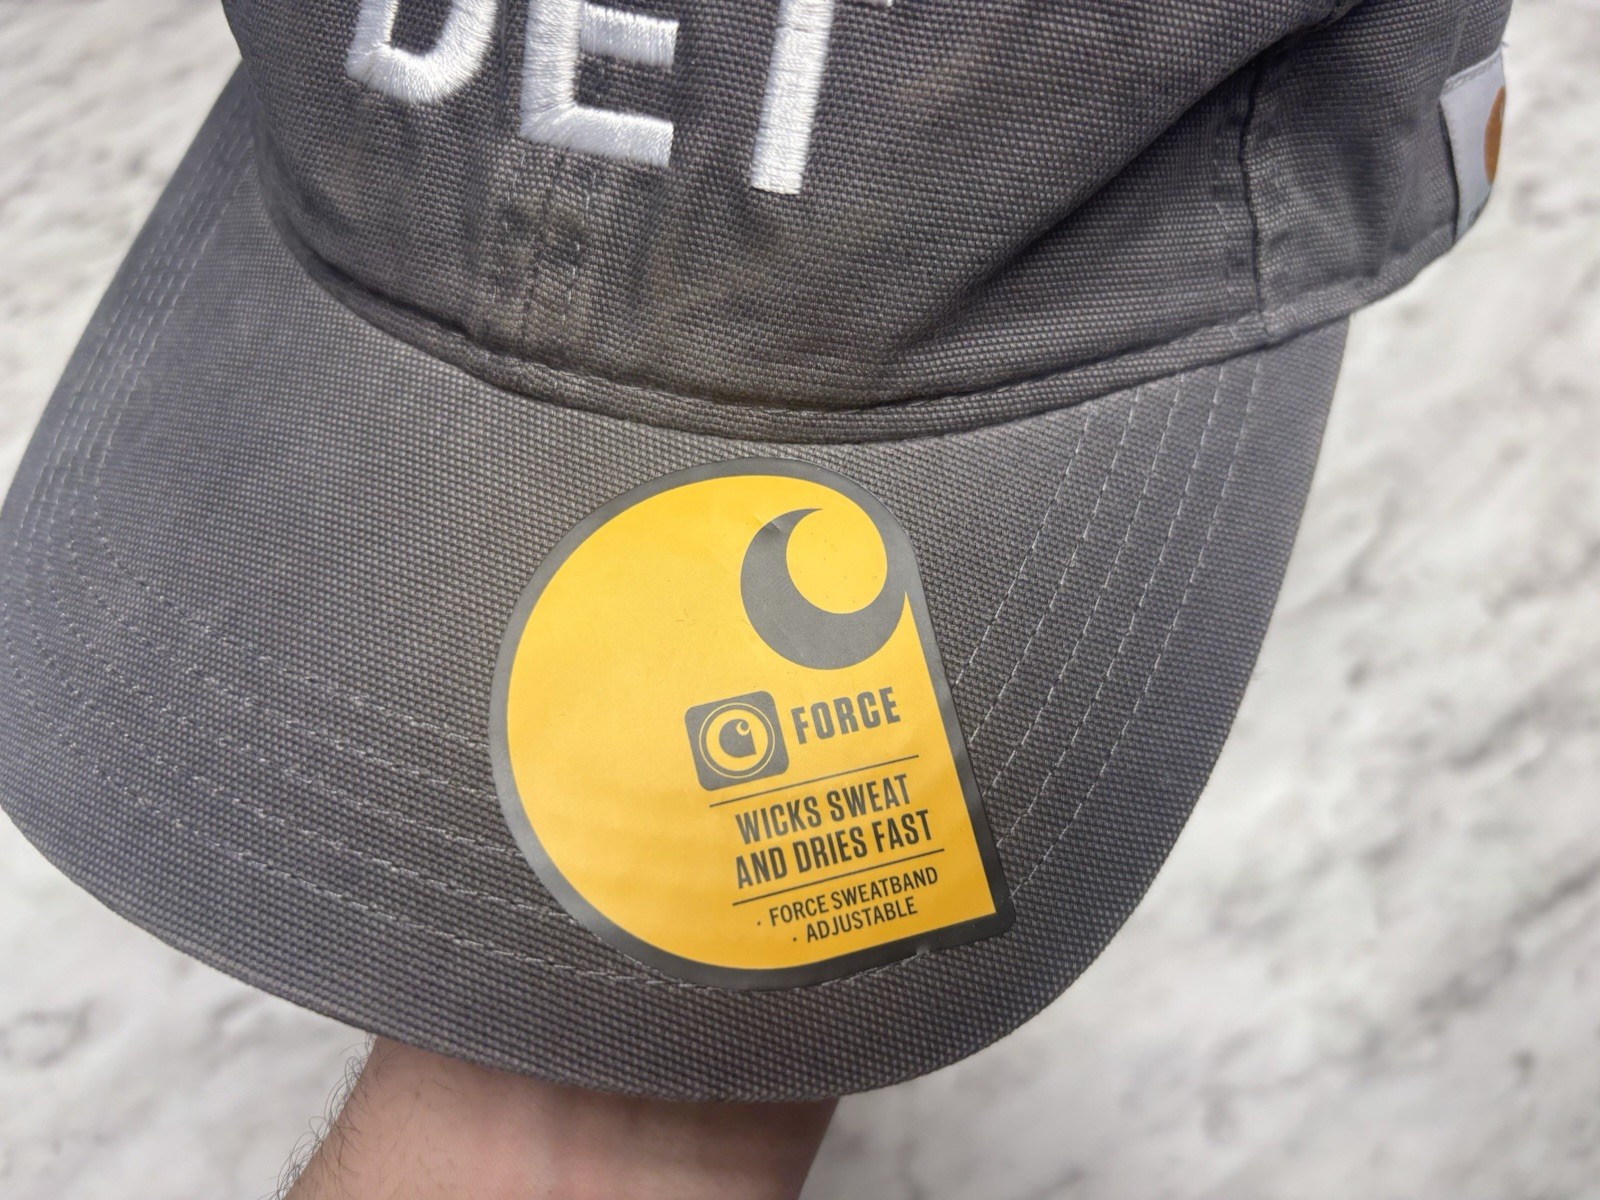 DET
FORCE
WICKS SWEAT
AND DRIES FAST
· FORCE SWEATBAND
· ADJUSTABLE